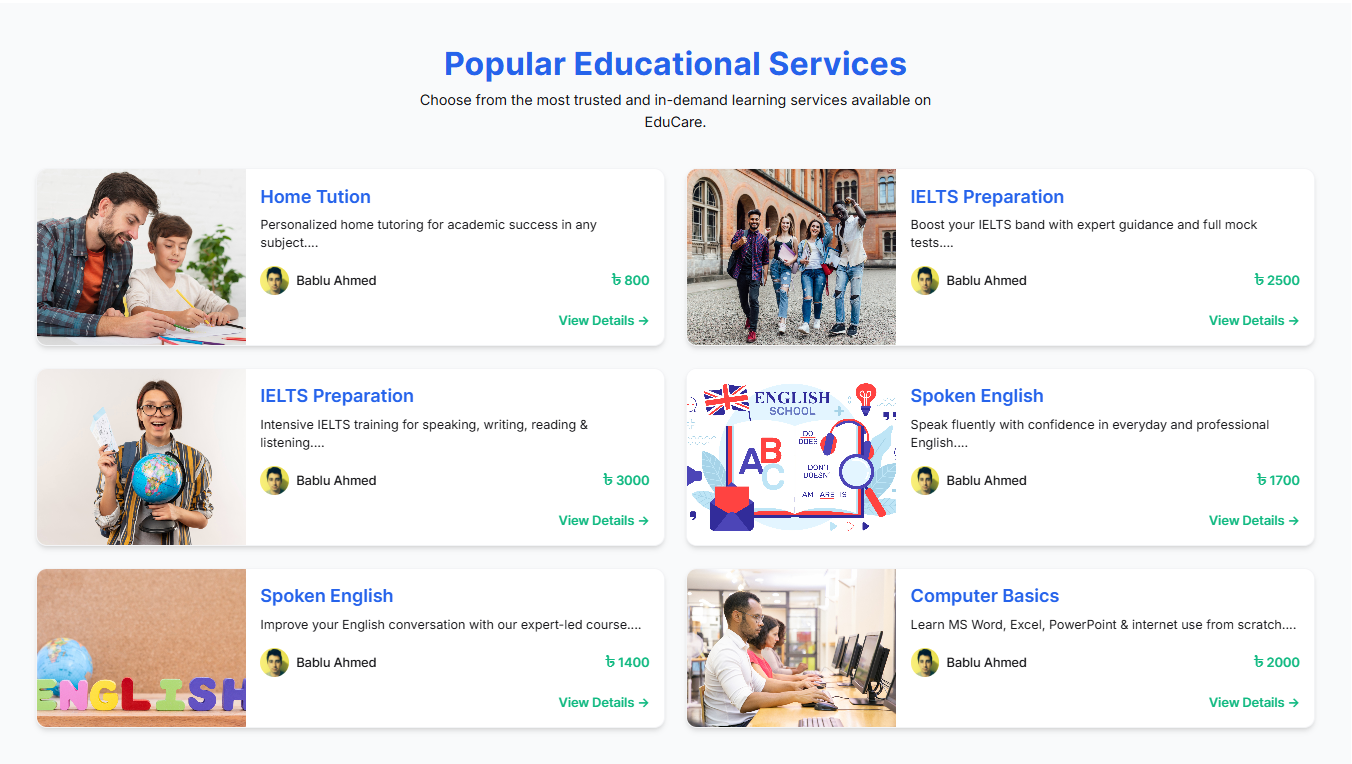 Popular Educational Services
Choose from the most trusted and in-demand learning services available on
EduCare.
Home Tution
Personalized home tutoring for academic success in any
subject....
Bablu Ahmed
৳ 800
View Details →
IELTS Preparation
Boost your IELTS band with expert guidance and full mock
tests....
Bablu Ahmed
৳ 2500
View Details →
IELTS Preparation
Intensive IELTS training for speaking, writing, reading &
listening....
Bablu Ahmed
৳ 3000
View Details →
ENGLISH
SCHOOL
DO
DOES
A B C
DON'T
DOESN'T
AM ARE IS
Spoken English
Speak fluently with confidence in everyday and professional
English....
Bablu Ahmed
৳ 1700
View Details →
ENGLISH
Spoken English
Improve your English conversation with our expert-led course....
Bablu Ahmed
৳ 1400
View Details →
Computer Basics
Learn MS Word, Excel, PowerPoint & internet use from scratch....
Bablu Ahmed
৳ 2000
View Details →